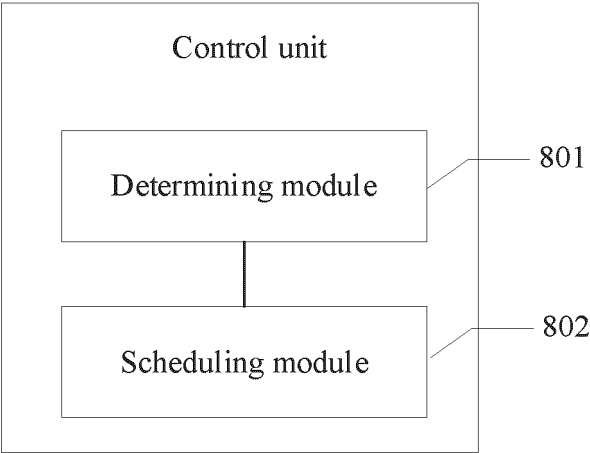 Control unit
Determining module
801
Scheduling module
802